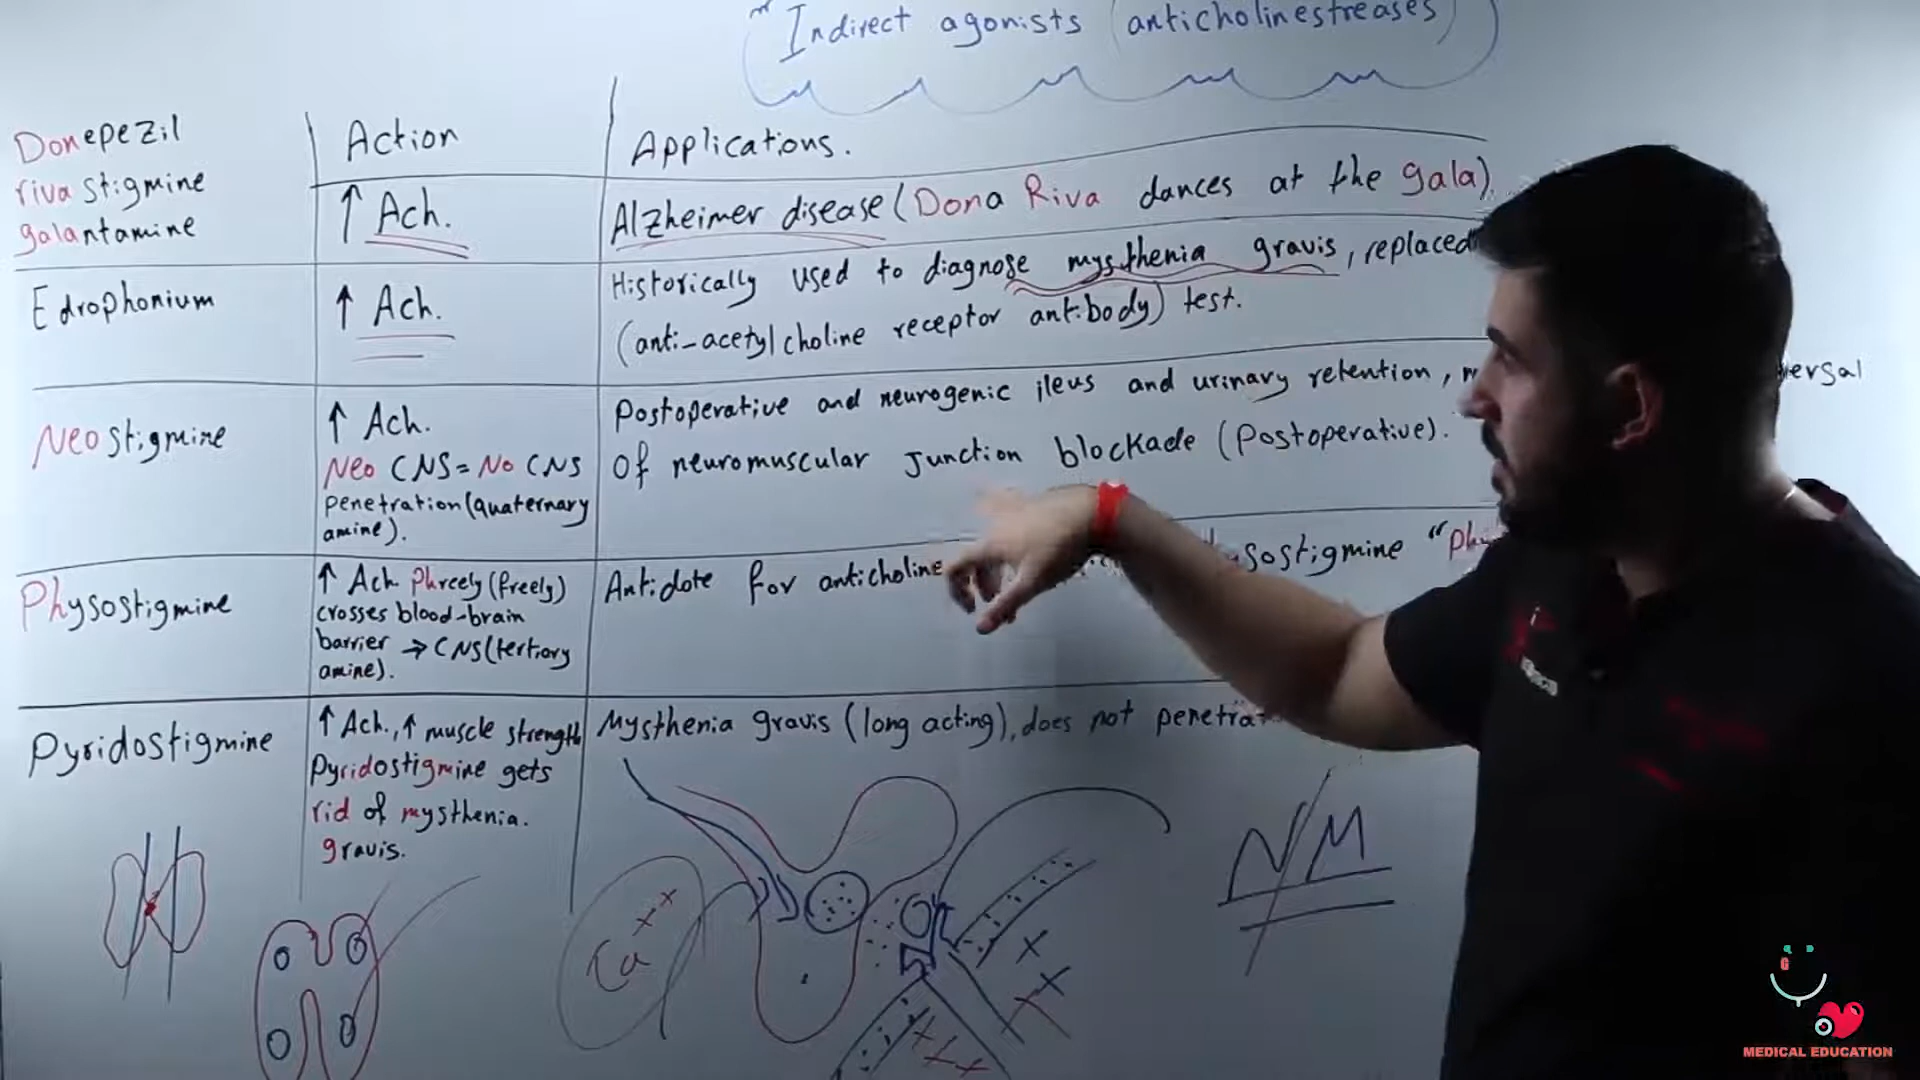 Indirect agonists (anticholinestreases)
Donepezil
rivastigmine
galantamine
Action
Applications.
↑ Ach.
Alzheimer disease (Dona Riva dances at the gala).
Edrophonium
↑ Ach.
Historically used to diagnose mysthenia gravis, replaced
(anti-acetylcholine receptor antibody) test.
Neostigmine
↑ Ach.
Neo CNS = No CNS
penetration (quaternary
amine).
Postoperative and neurogenic ileus and urinary retention,
versal
Of neuromuscular Junction blockade (Postoperative).
Physostigmine
↑ Ach Phreely (freely)
crosses blood-brain
barrier → CNS (tertiary
amine).
Antidote for anticholine
sostigmine "Phy
Pyridostigmine
↑ Ach., ↑ muscle strength
Pyridostigmine gets
rid of mysthenia.
gravis.
Mysthenia gravis (long acting), does not penetrat
Ca++
N/M
MEDICAL EDUCATION